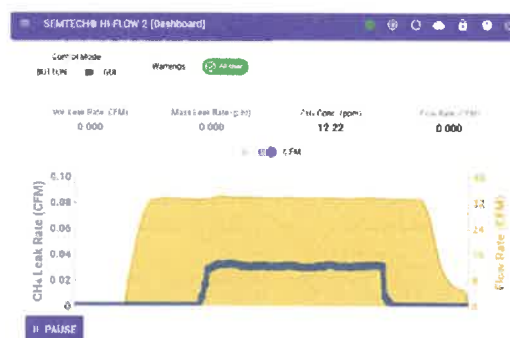 SEMTECH® HI-FLOW 2 [Dashboard]
Control Mode
BUTTON GUI
Warnings
Vol Leak Rate (CFM) Mass Leak Rate CH₄ Conc. (ppm) Flow Rate (CFM)
0.000 0.000 12.22 0.000
CFM
CH₄ Leak Rate (CFM)
0.10
0.08
0.06
0.04
0.02
0
Flow Rate (CFM)
40
32
24
16
8
0
II PAUSE